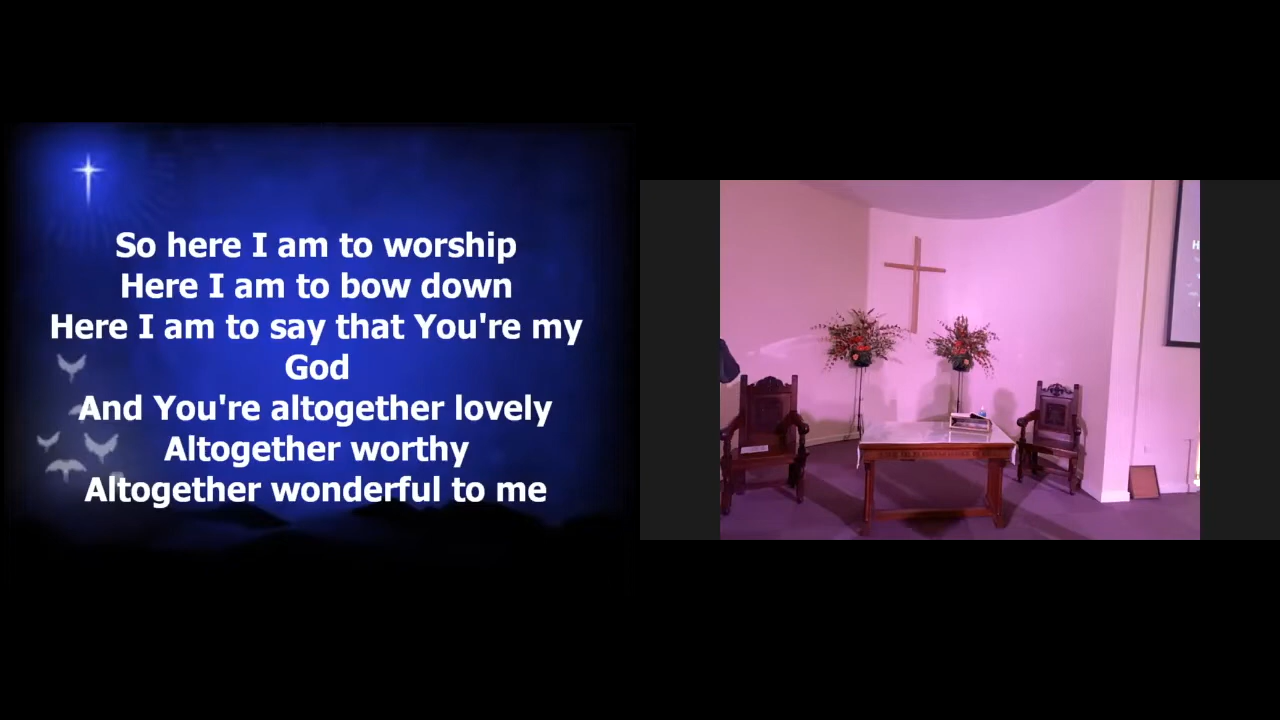 So here I am to worship
Here I am to bow down
Here I am to say that You're my
God
And You're altogether lovely
Altogether worthy
Altogether wonderful to me